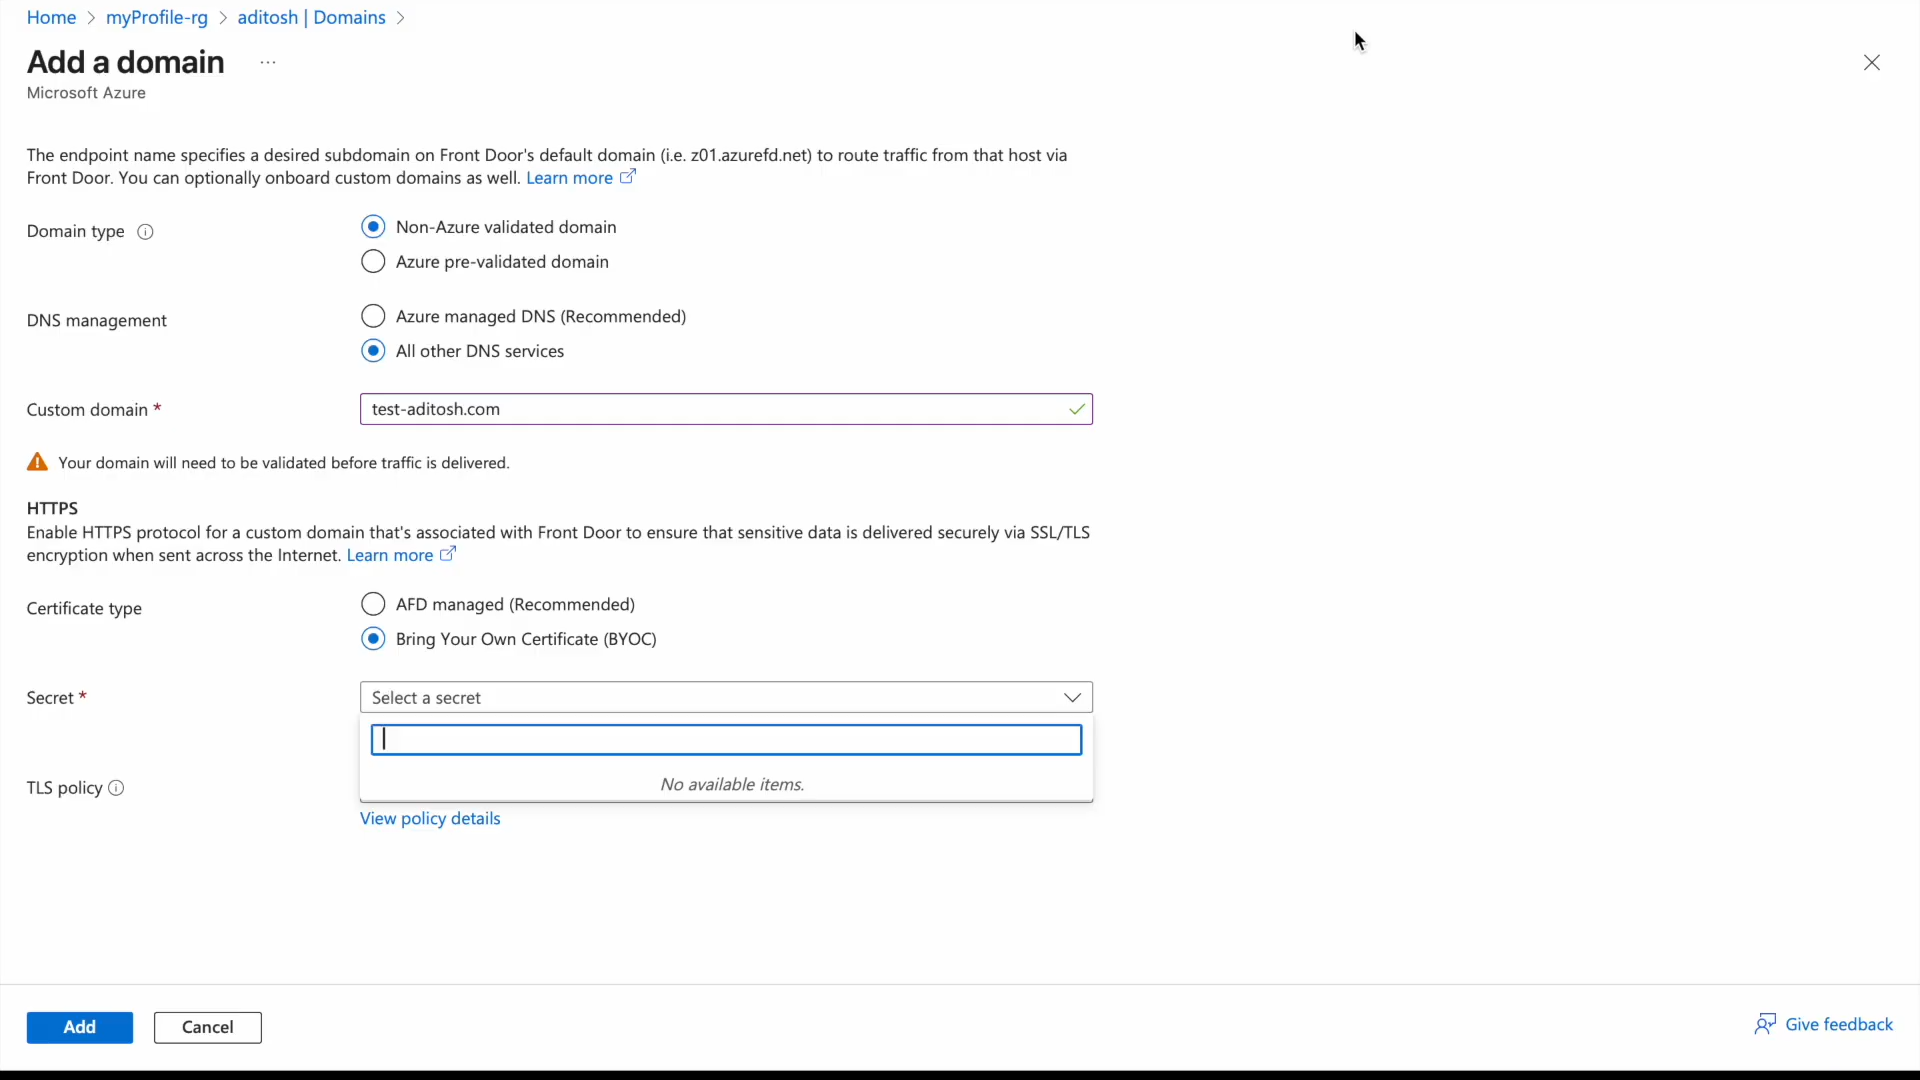 Home > myProfile-rg > aditosh | Domains >
Add a domain ...
Microsoft Azure
The endpoint name specifies a desired subdomain on Front Door's default domain (i.e. z01.azurefd.net) to route traffic from that host via
Front Door. You can optionally onboard custom domains as well. Learn more
Domain type
Non-Azure validated domain
Azure pre-validated domain
DNS management
Azure managed DNS (Recommended)
All other DNS services
Custom domain *
test-aditosh.com
Your domain will need to be validated before traffic is delivered.
HTTPS
Enable HTTPS protocol for a custom domain that's associated with Front Door to ensure that sensitive data is delivered securely via SSL/TLS
encryption when sent across the Internet. Learn more
Certificate type
AFD managed (Recommended)
Bring Your Own Certificate (BYOC)
Secret *
Select a secret
No available items.
TLS policy
View policy details
Add
Cancel
Give feedback